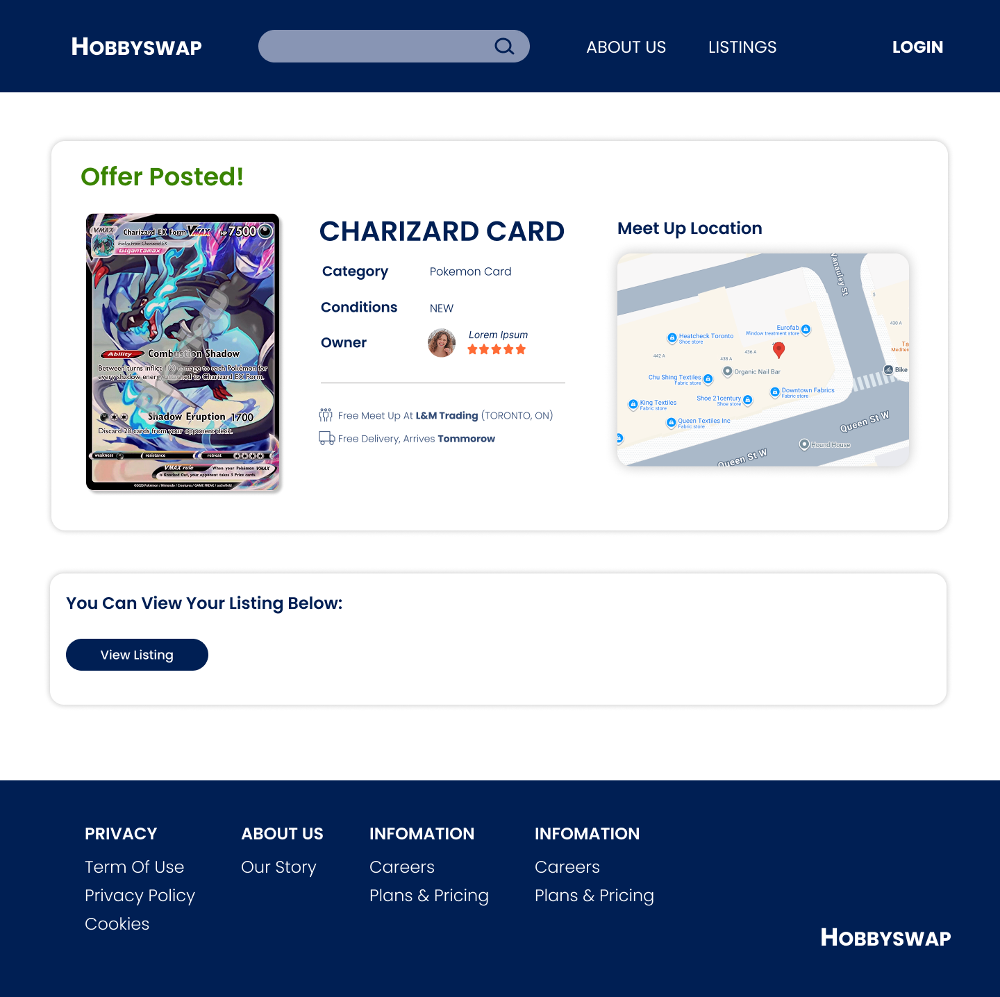 HOBBYSWAP
ABOUT US
LISTINGS
LOGIN
Offer Posted!
VMAX
Charizard EX Form VMAX
HP 7500
Evolve From Charizard EX
Gigantamax
Ability Combustion Shadow
Between turns inflict 100 damage to each Pokémon for
every shadow energy attached to Charizard EX Form.
Shadow Eruption 1700
Discard 20 cards from your opponent deck.
weakness
resistance
retreat
VMAX rule
When your Pokémon VMAX
is Knocked Out, your opponent takes 3 Prize cards.
©2020 Pokémon / Nintendo / Creatures / GAME FREAK /
CHARIZARD CARD
Category
Pokemon Card
Conditions
NEW
Owner
Lorem Ipsum
Free Meet Up At L&M Trading (TORONTO, ON)
Free Delivery, Arrives Tommorow
Meet Up Location
Vanauley St
5
430 A
Eurofab
Window treatment store
Heatcheck Toronto
Shoe store
Ta
Mediterr
436 A
442 A
438 A
Bike
Organic Nail Bar
Chu Shing Textiles
Fabric store
Downtown Fabrics
Fabric store
Shoe 21century
Shoe store
King Textiles
Fabric store
Queen Textiles Inc
Fabric store
Queen St W
Hound House
Queen St W
You Can View Your Listing Below:
View Listing
PRIVACY
Term Of Use
Privacy Policy
Cookies
ABOUT US
Our Story
INFOMATION
Careers
Plans & Pricing
INFOMATION
Careers
Plans & Pricing
HOBBYSWAP